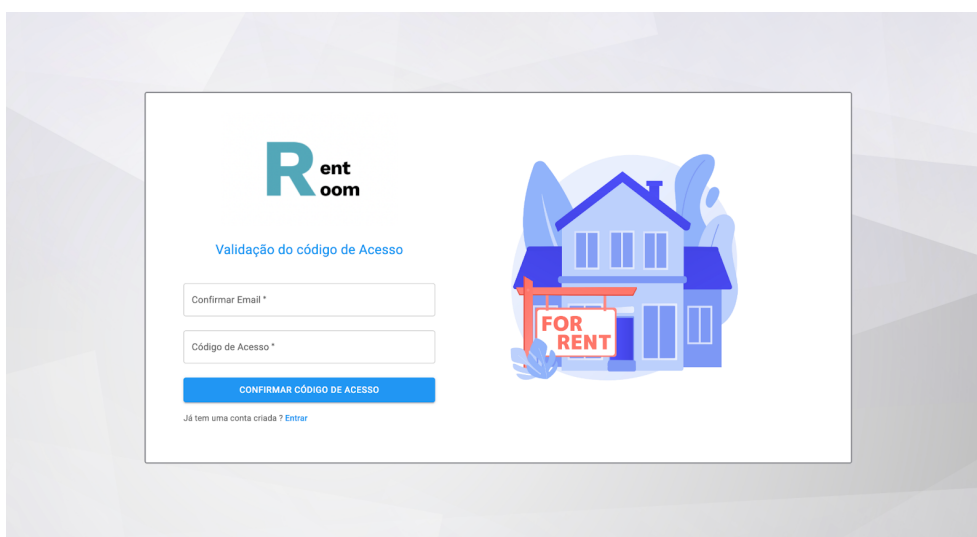 R ent
oom
Validação do código de Acesso
Confirmar Email *
Código de Acesso *
CONFIRMAR CÓDIGO DE ACESSO
Já tem uma conta criada ? Entrar
FOR
RENT